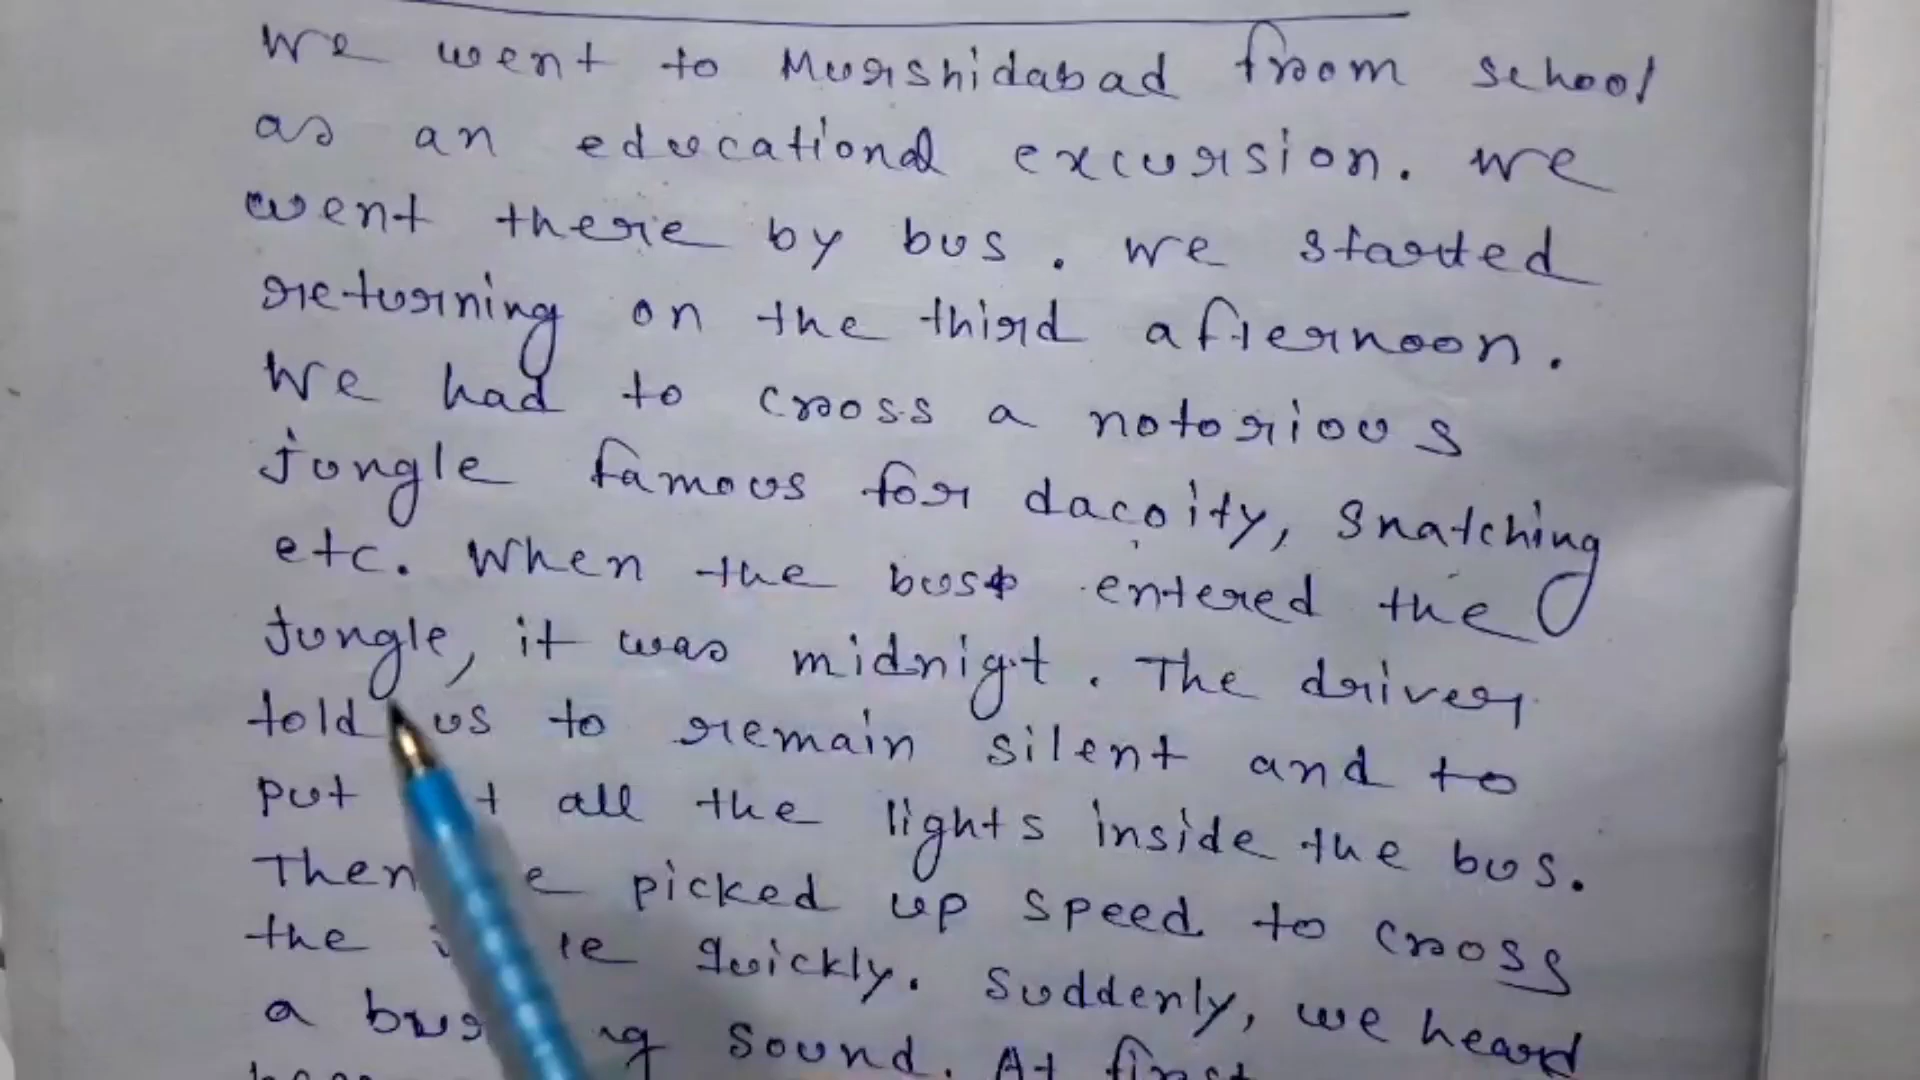 We went to Murshidabad from school
as an educational excursion. We
went there by bus. We started
returning on the third afternoon.
We had to cross a notorious
jungle famous for dacoity, snatching
etc. When the bus entered the
jungle, it was midnigt. The driver
told us to remain silent and to
put all the lights inside the bus.
Then picked up speed to cross
the quickly. Suddenly, we heard
a sound. At first